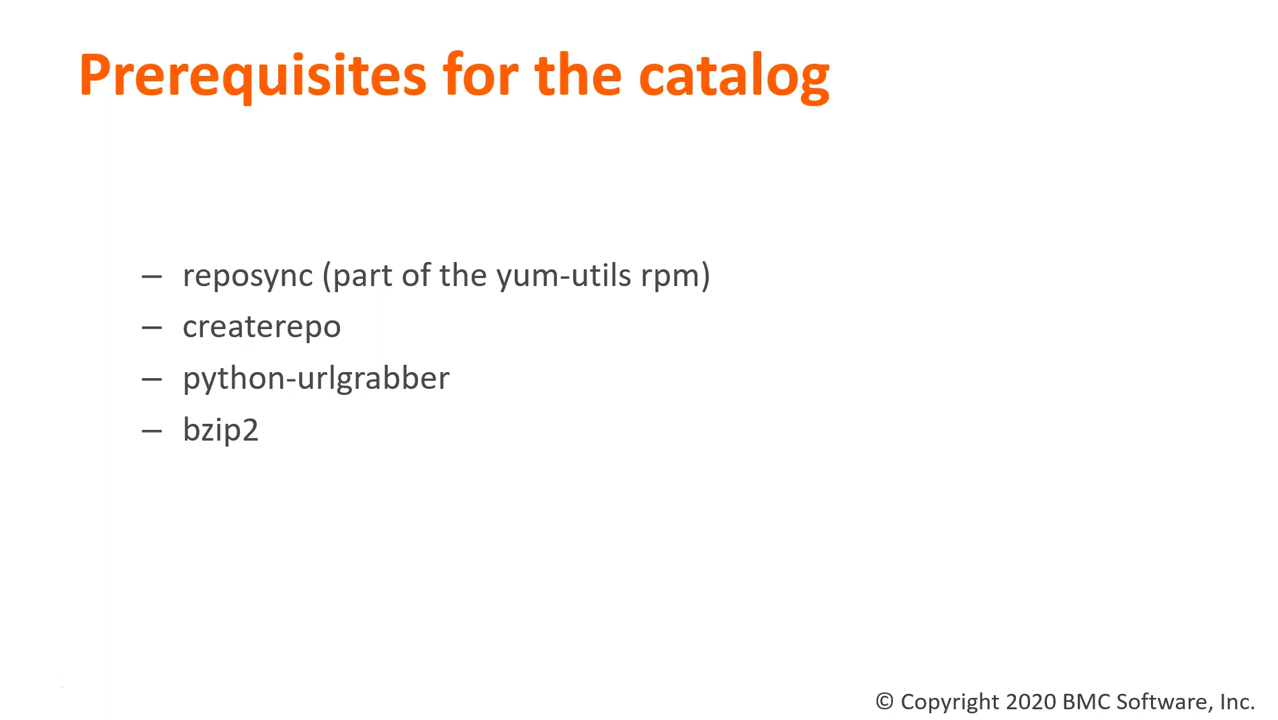 Prerequisites for the catalog
– reposync (part of the yum-utils rpm)
– createrepo
– python-urlgrabber
– bzip2
© Copyright 2020 BMC Software, Inc.